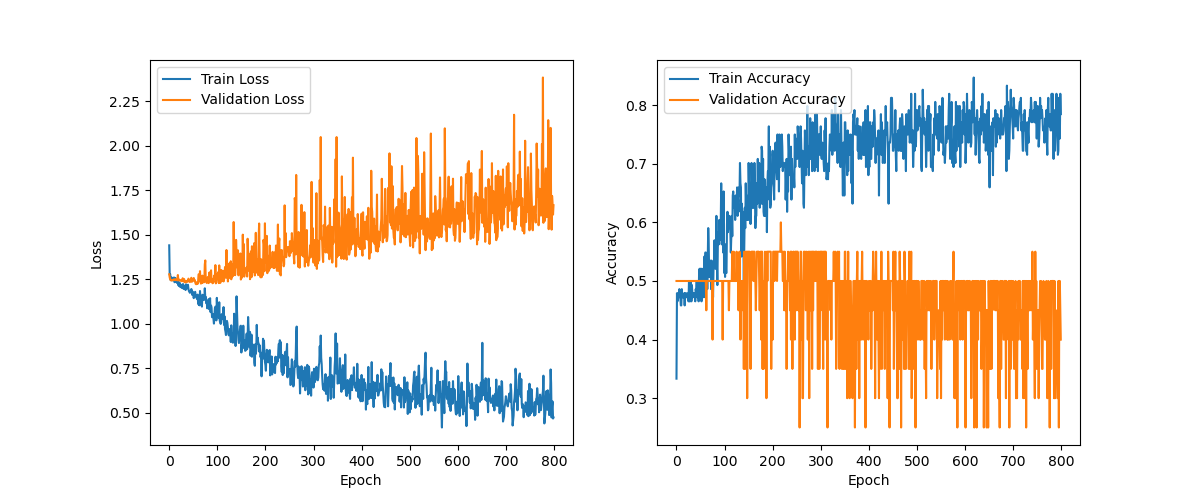 Train Loss
Validation Loss
2.25
2.00
1.75
1.50
1.25
1.00
0.75
0.50
Loss
0 100 200 300 400 500 600 700 800
Epoch
Train Accuracy
Validation Accuracy
0.8
0.7
0.6
0.5
0.4
0.3
Accuracy
0 100 200 300 400 500 600 700 800
Epoch